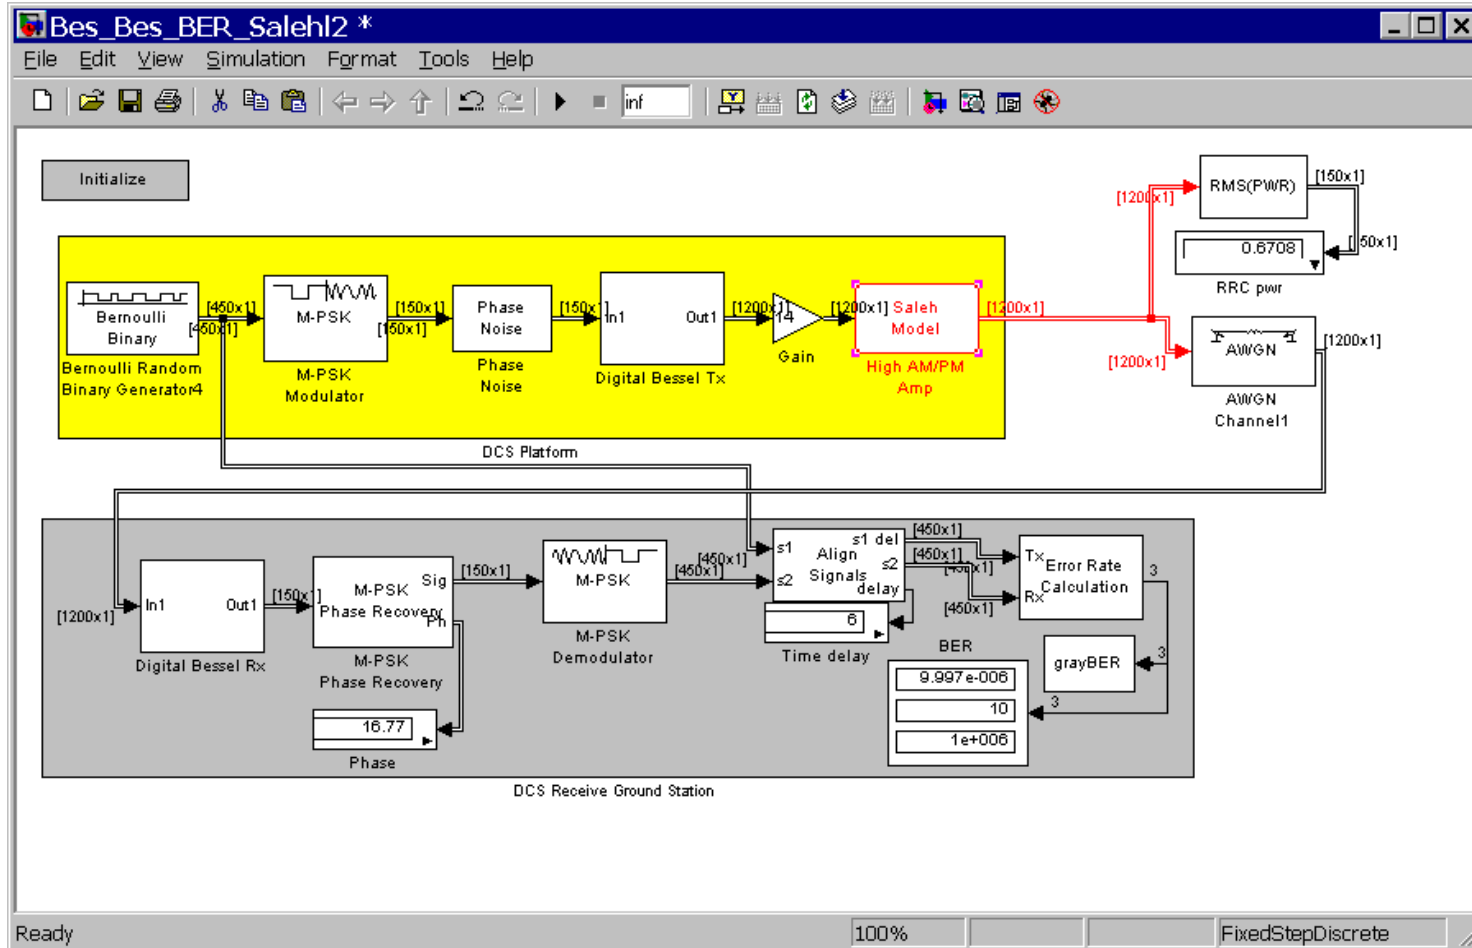 Bes_Bes_BER_Salehl2 *
File Edit View Simulation Format Tools Help
inf
Initialize
Bernoulli
Binary
Bernoulli Random
Binary Generator4
[450x1]
[450x1]
M-PSK
M-PSK
Modulator
[150x1]
[150x1]
Phase
Noise
Phase
Noise
[150x1]
In1 Out1
Digital Bessel Tx
[1200x1]
14
Gain
[1200x1]
Saleh
Model
High AM/PM
Amp
[1200x1]
DCS Platform
[1200x1]
RMS(PWR)
[150x1]
[150x1]
0.6708
RRC pwr
[1200x1]
AWGN
AWGN
Channel1
[1200x1]
[1200x1]
In1 Out1
Digital Bessel Rx
[150x1]
M-PSK
Phase Recovery
Sig
Ph
M-PSK
Phase Recovery
16.77
Phase
[150x1]
M-PSK
M-PSK
Demodulator
[450x1]
[450x1]
s1
s2
Align
Signals
s1 del
s2
delay
6
Time delay
[450x1]
[450x1]
[450x1]
[450x1]
Tx
Rx
Error Rate
Calculation
3
3
3
grayBER
BER
9.997e-006
10
1e+006
DCS Receive Ground Station
Ready 100% FixedStepDiscrete